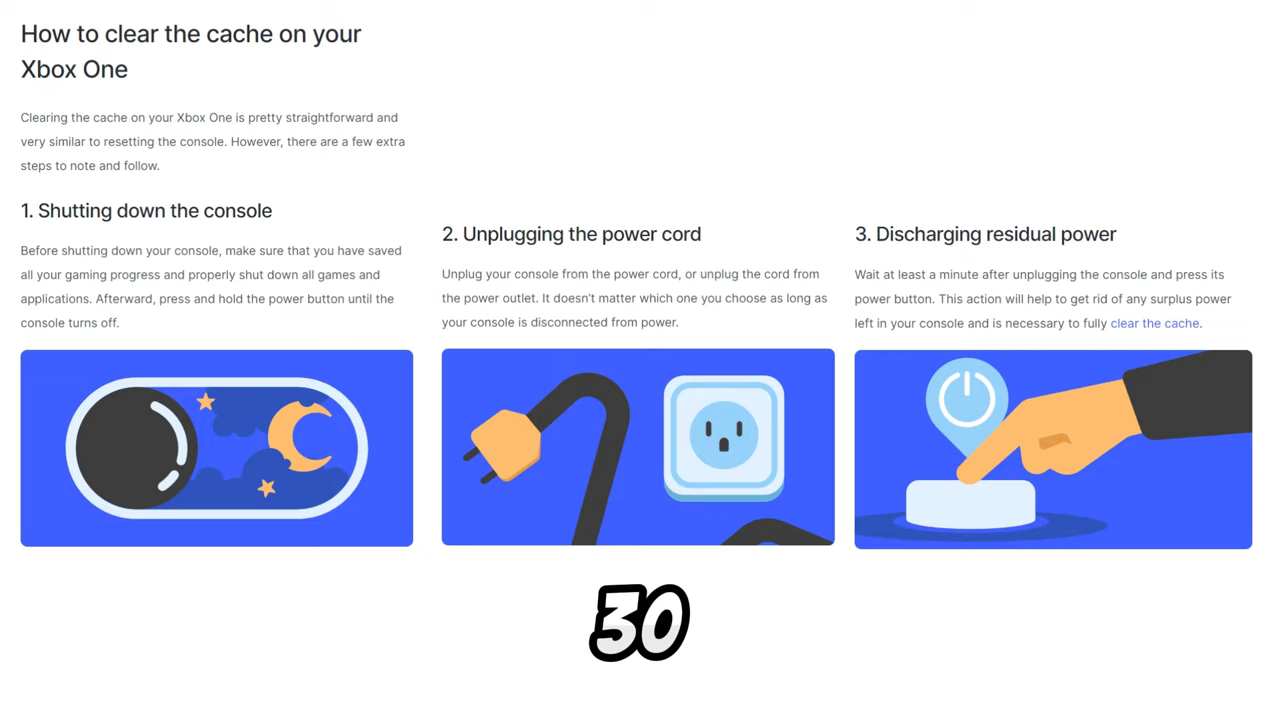 How to clear the cache on your
Xbox One
Clearing the cache on your Xbox One is pretty straightforward and
very similar to resetting the console. However, there are a few extra
steps to note and follow.
1. Shutting down the console
Before shutting down your console, make sure that you have saved
all your gaming progress and properly shut down all games and
applications. Afterward, press and hold the power button until the
console turns off.
2. Unplugging the power cord
Unplug your console from the power cord, or unplug the cord from
the power outlet. It doesn't matter which one you choose as long as
your console is disconnected from power.
3. Discharging residual power
Wait at least a minute after unplugging the console and press its
power button. This action will help to get rid of any surplus power
left in your console and is necessary to fully clear the cache.
30